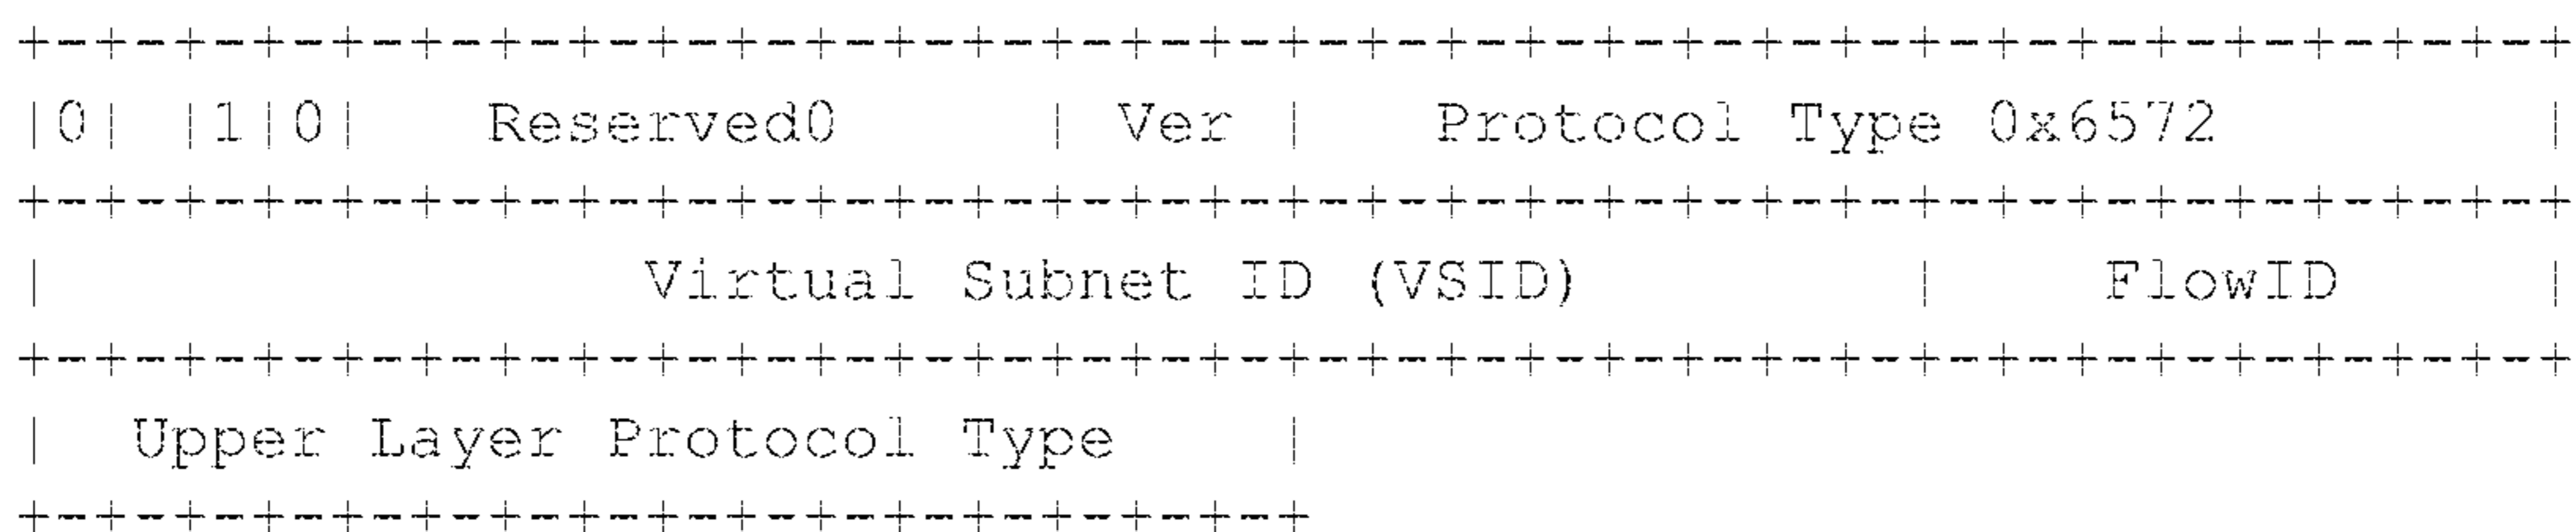 +-+-+-+-+-+-+-+-+-+-+-+-+-+-+-+-+-+-+-+-+-+-+-+-+-+-+-+-+-+-+-+-+
|0| |1|0|   Reserved0     | Ver |   Protocol Type 0x6572        |
+-+-+-+-+-+-+-+-+-+-+-+-+-+-+-+-+-+-+-+-+-+-+-+-+-+-+-+-+-+-+-+-+
|               Virtual Subnet ID (VSID)        |    FlowID     |
+-+-+-+-+-+-+-+-+-+-+-+-+-+-+-+-+-+-+-+-+-+-+-+-+-+-+-+-+-+-+-+-+
|  Upper Layer Protocol Type    |
+-+-+-+-+-+-+-+-+-+-+-+-+-+-+-+-+